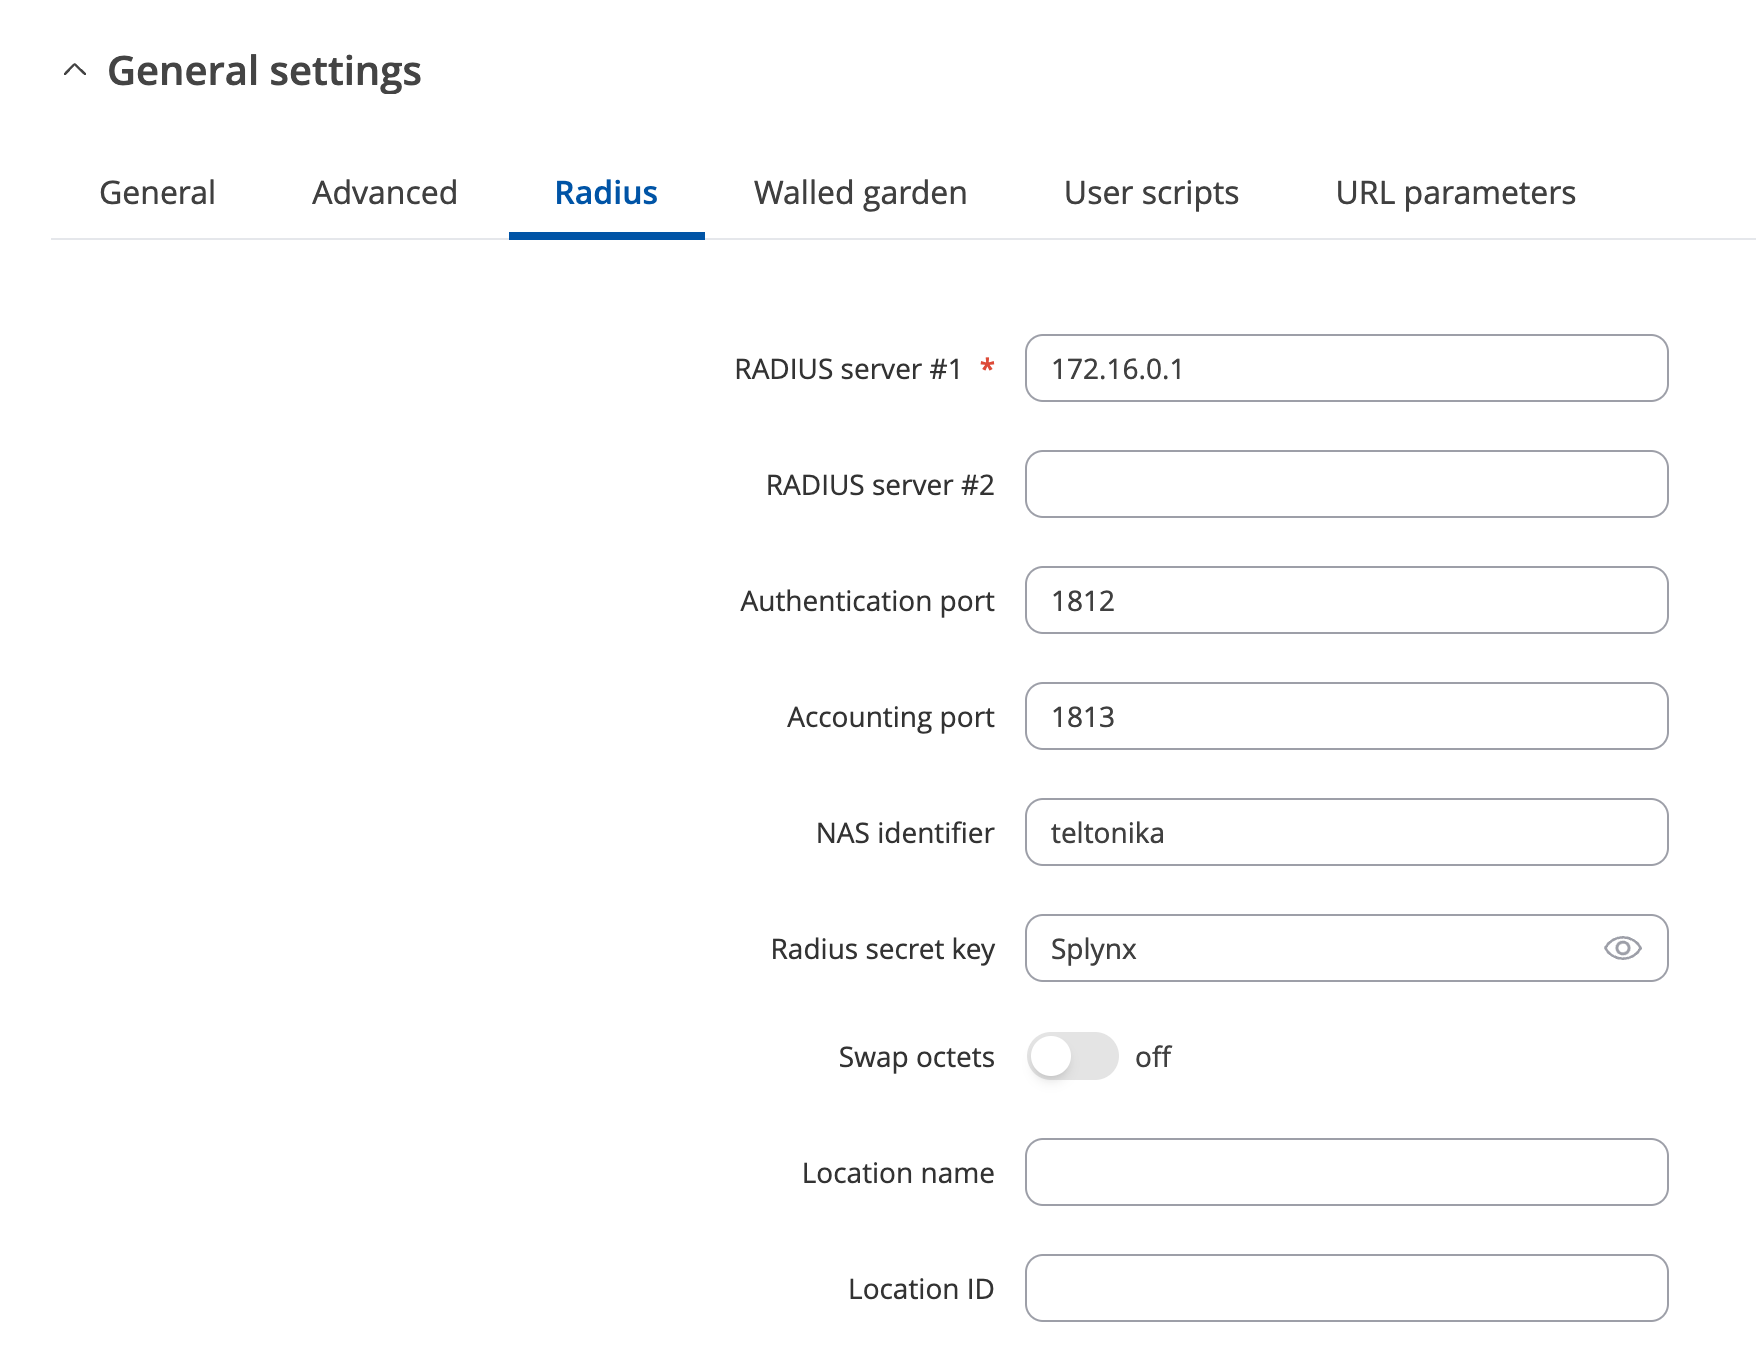 General settings
General Advanced Radius Walled garden User scripts URL parameters
RADIUS server #1 * 172.16.0.1
RADIUS server #2
Authentication port 1812
Accounting port 1813
NAS identifier teltonika
Radius secret key Splynx
Swap octets off
Location name
Location ID